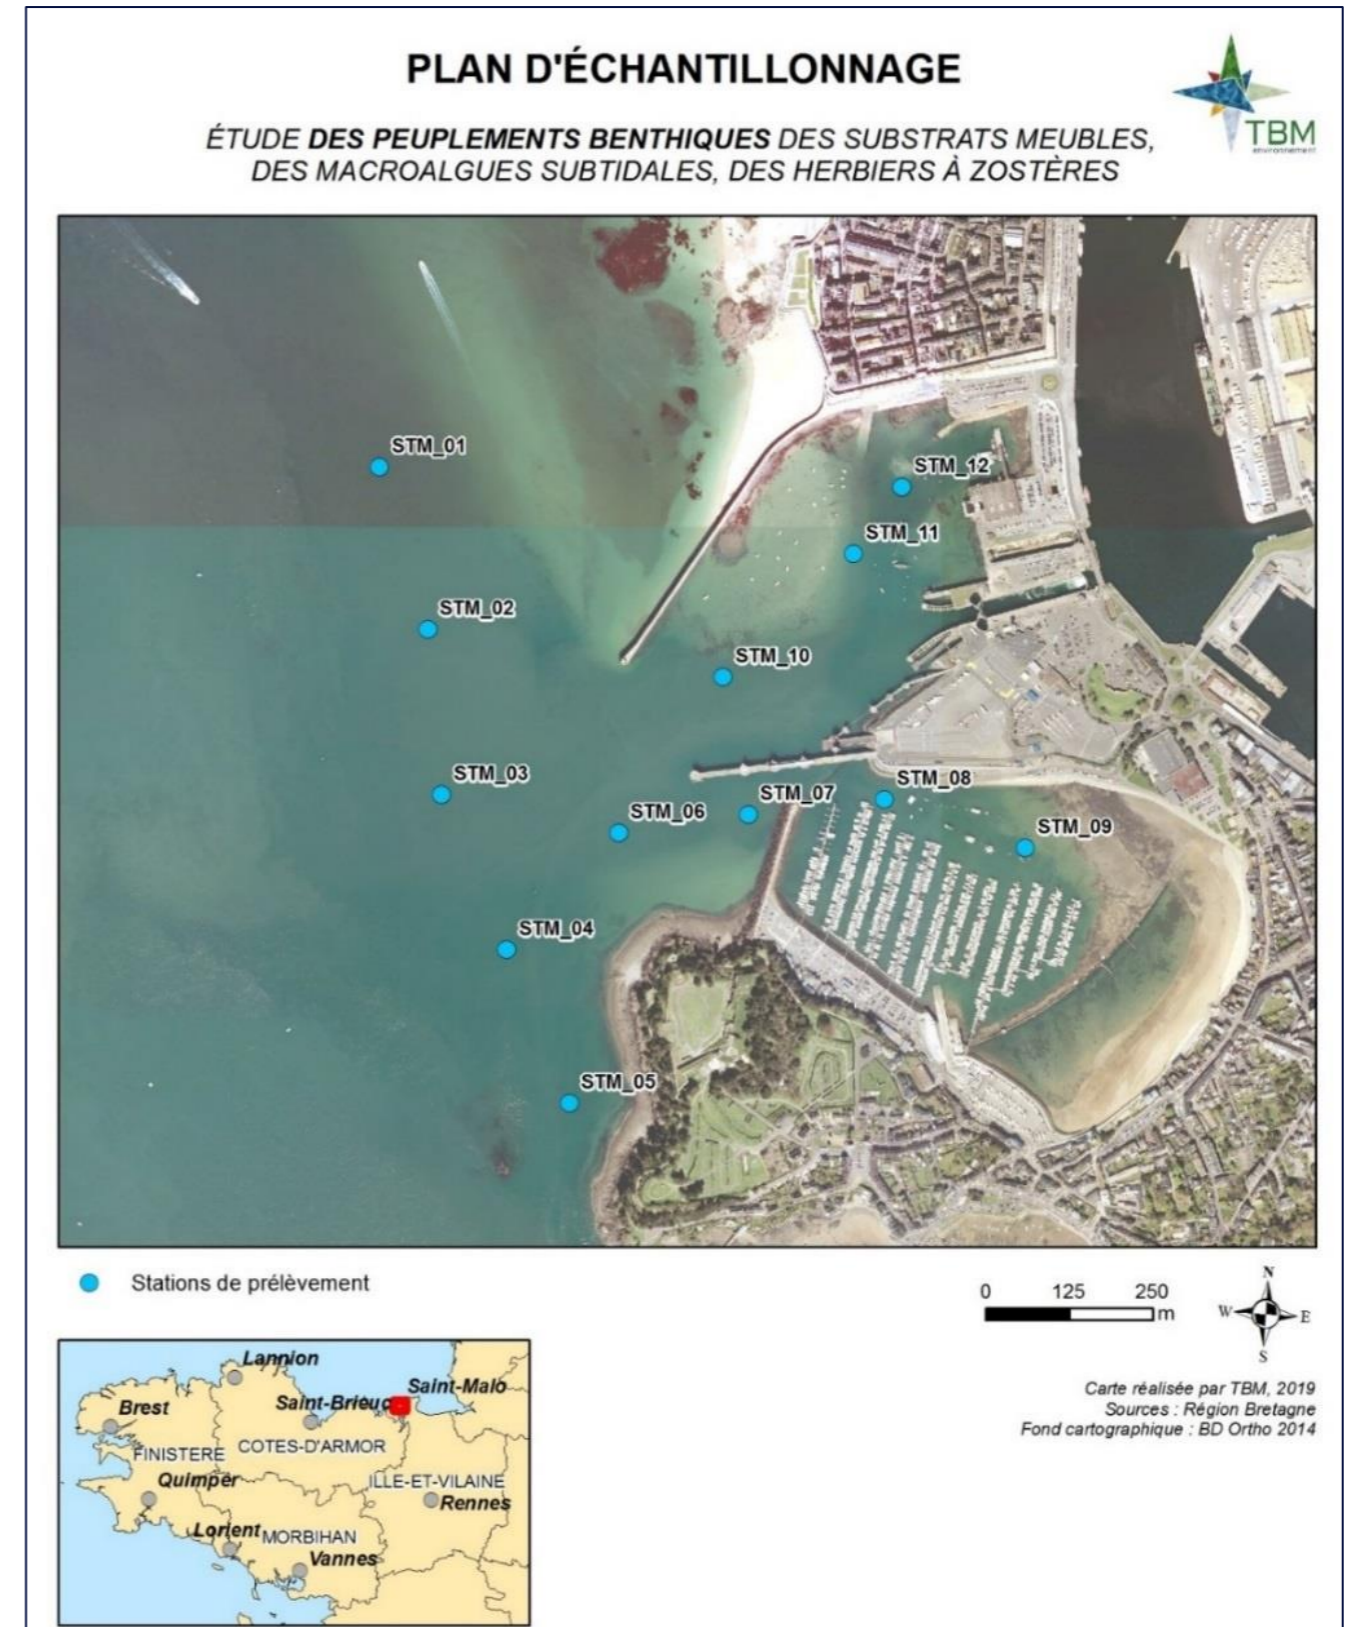 PLAN D'ÉCHANTILLONNAGE
TBM
environnement
ÉTUDE DES PEUPLEMENTS BENTHIQUES DES SUBSTRATS MEUBLES,
DES MACROALGUES SUBTIDALES, DES HERBIERS À ZOSTÈRES
STM_01
STM_12
STM_11
STM_02
STM_10
STM_03
STM_08
STM_07
STM_06
STM_09
STM_04
STM_05
Stations de prélèvement
0 125 250
m
N
W E
S
Lannion
Saint-Malo
Saint-Brieuc
Brest
COTES-D'ARMOR
FINISTERE
Quimper
ILLE-ET-VILAINE
Rennes
Lorient
MORBIHAN
Vannes
Carte réalisée par TBM, 2019
Sources : Région Bretagne
Fond cartographique : BD Ortho 2014